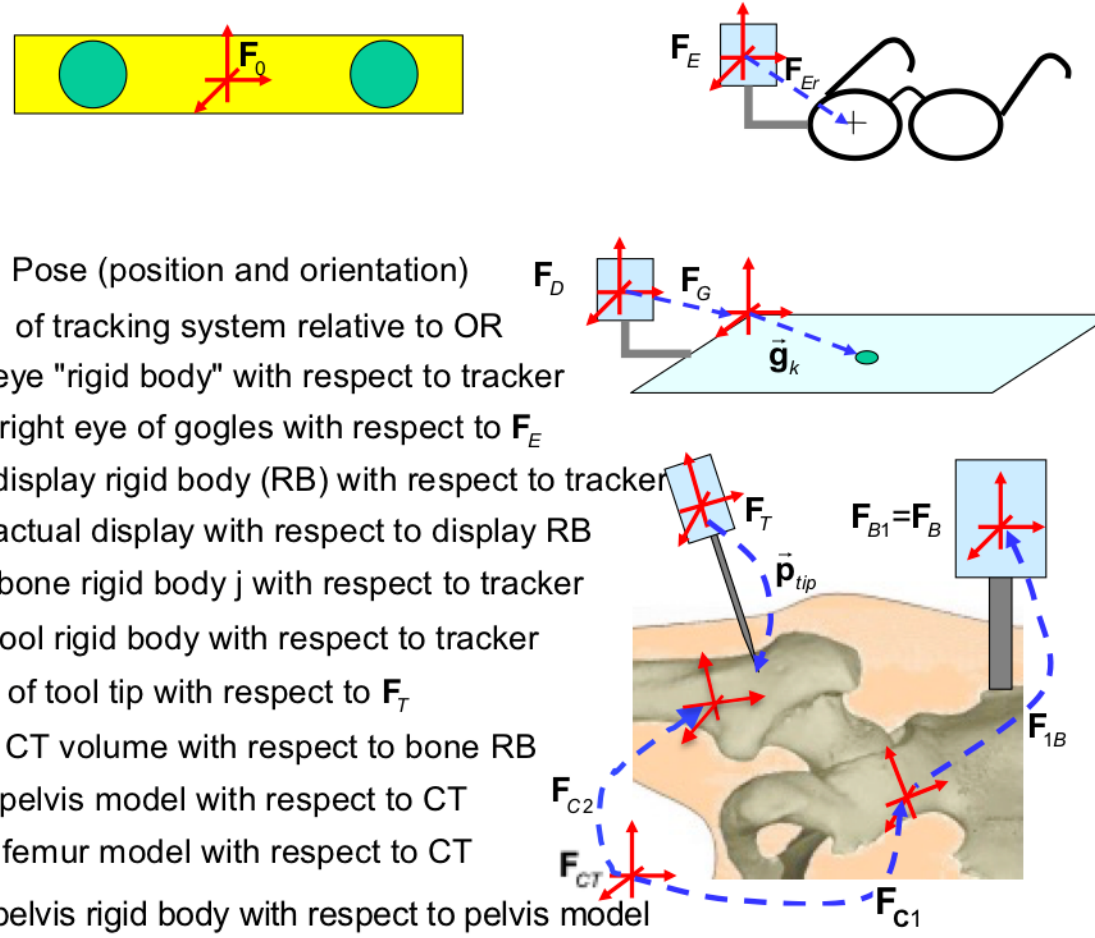 F0
FE
FEr
Pose (position and orientation)
of tracking system relative to OR
eye "rigid body" with respect to tracker
right eye of gogles with respect to FE
display rigid body (RB) with respect to tracker
actual display with respect to display RB
bone rigid body j with respect to tracker
ool rigid body with respect to tracker
of tool tip with respect to FT
CT volume with respect to bone RB
pelvis model with respect to CT
femur model with respect to CT
pelvis rigid body with respect to pelvis model
FD
FG
g⃗k
FT
FB1=FB
p⃗tip
F1B
FC2
FCT
FC1